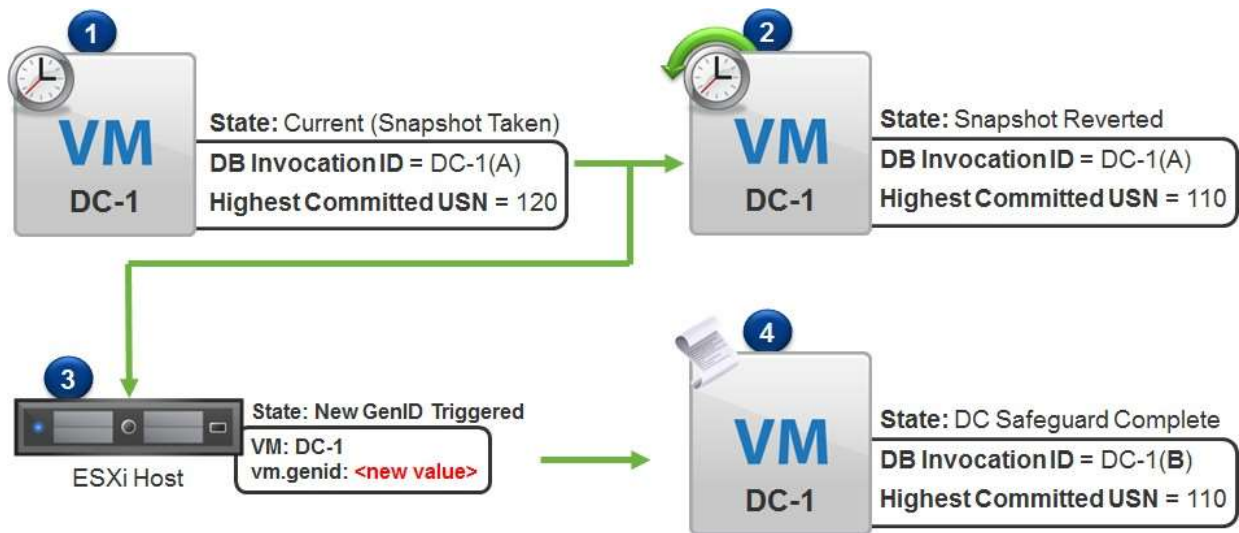 1
VM
DC-1
State: Current (Snapshot Taken)
DB Invocation ID = DC-1(A)
Highest Committed USN = 120
2
VM
DC-1
State: Snapshot Reverted
DB Invocation ID = DC-1(A)
Highest Committed USN = 110
3
ESXi Host
State: New GenID Triggered
VM: DC-1
vm.genid: <new value>
4
VM
DC-1
State: DC Safeguard Complete
DB Invocation ID = DC-1(B)
Highest Committed USN = 110